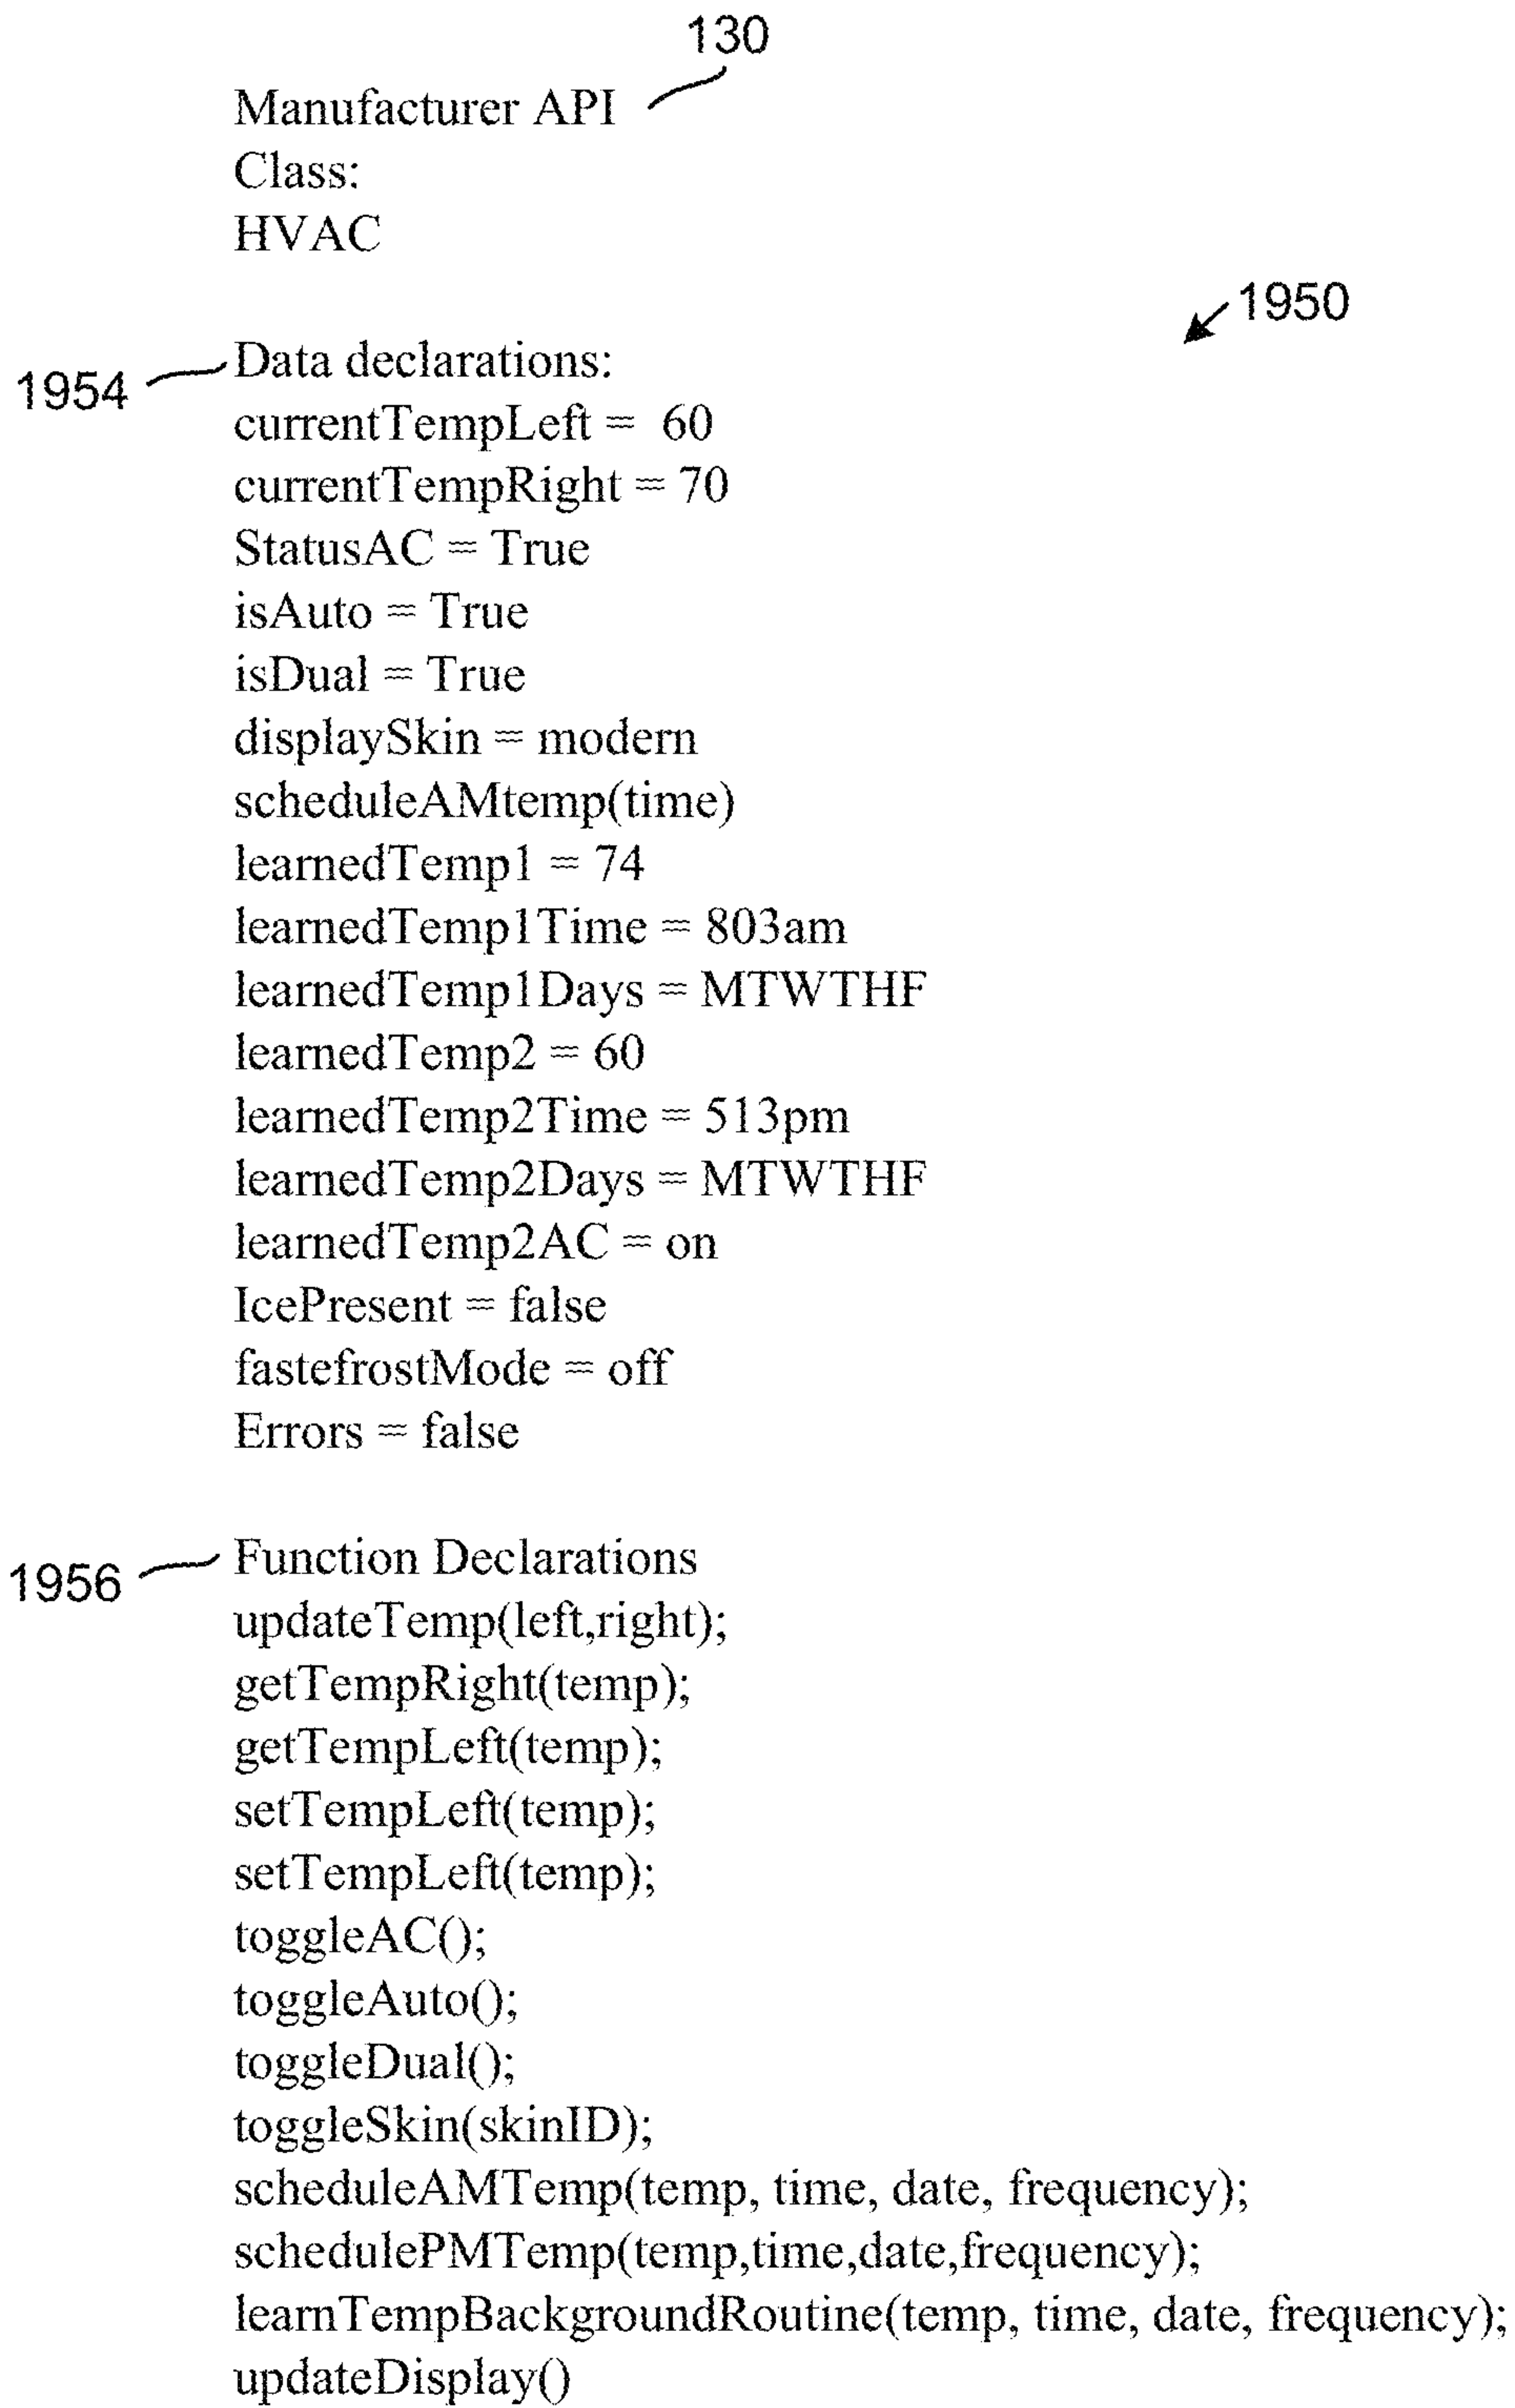 130
Manufacturer API
Class:
HVAC
1950
1954
Data declarations:
currentTempLeft = 60
currentTempRight = 70
StatusAC = True
isAuto = True
isDual = True
displaySkin = modern
scheduleAMtemp(time)
learnedTemp1 = 74
learnedTemp1Time = 803am
learnedTemp1Days = MTWTHF
learnedTemp2 = 60
learnedTemp2Time = 513pm
learnedTemp2Days = MTWTHF
learnedTemp2AC = on
IcePresent = false
fastefrostMode = off
Errors = false
1956
Function Declarations
updateTemp(left,right);
getTempRight(temp);
getTempLeft(temp);
setTempLeft(temp);
setTempLeft(temp);
toggleAC();
toggleAuto();
toggleDual();
toggleSkin(skinID);
scheduleAMTemp(temp, time, date, frequency);
schedulePMTemp(temp,time,date,frequency);
learnTempBackgroundRoutine(temp, time, date, frequency);
updateDisplay()